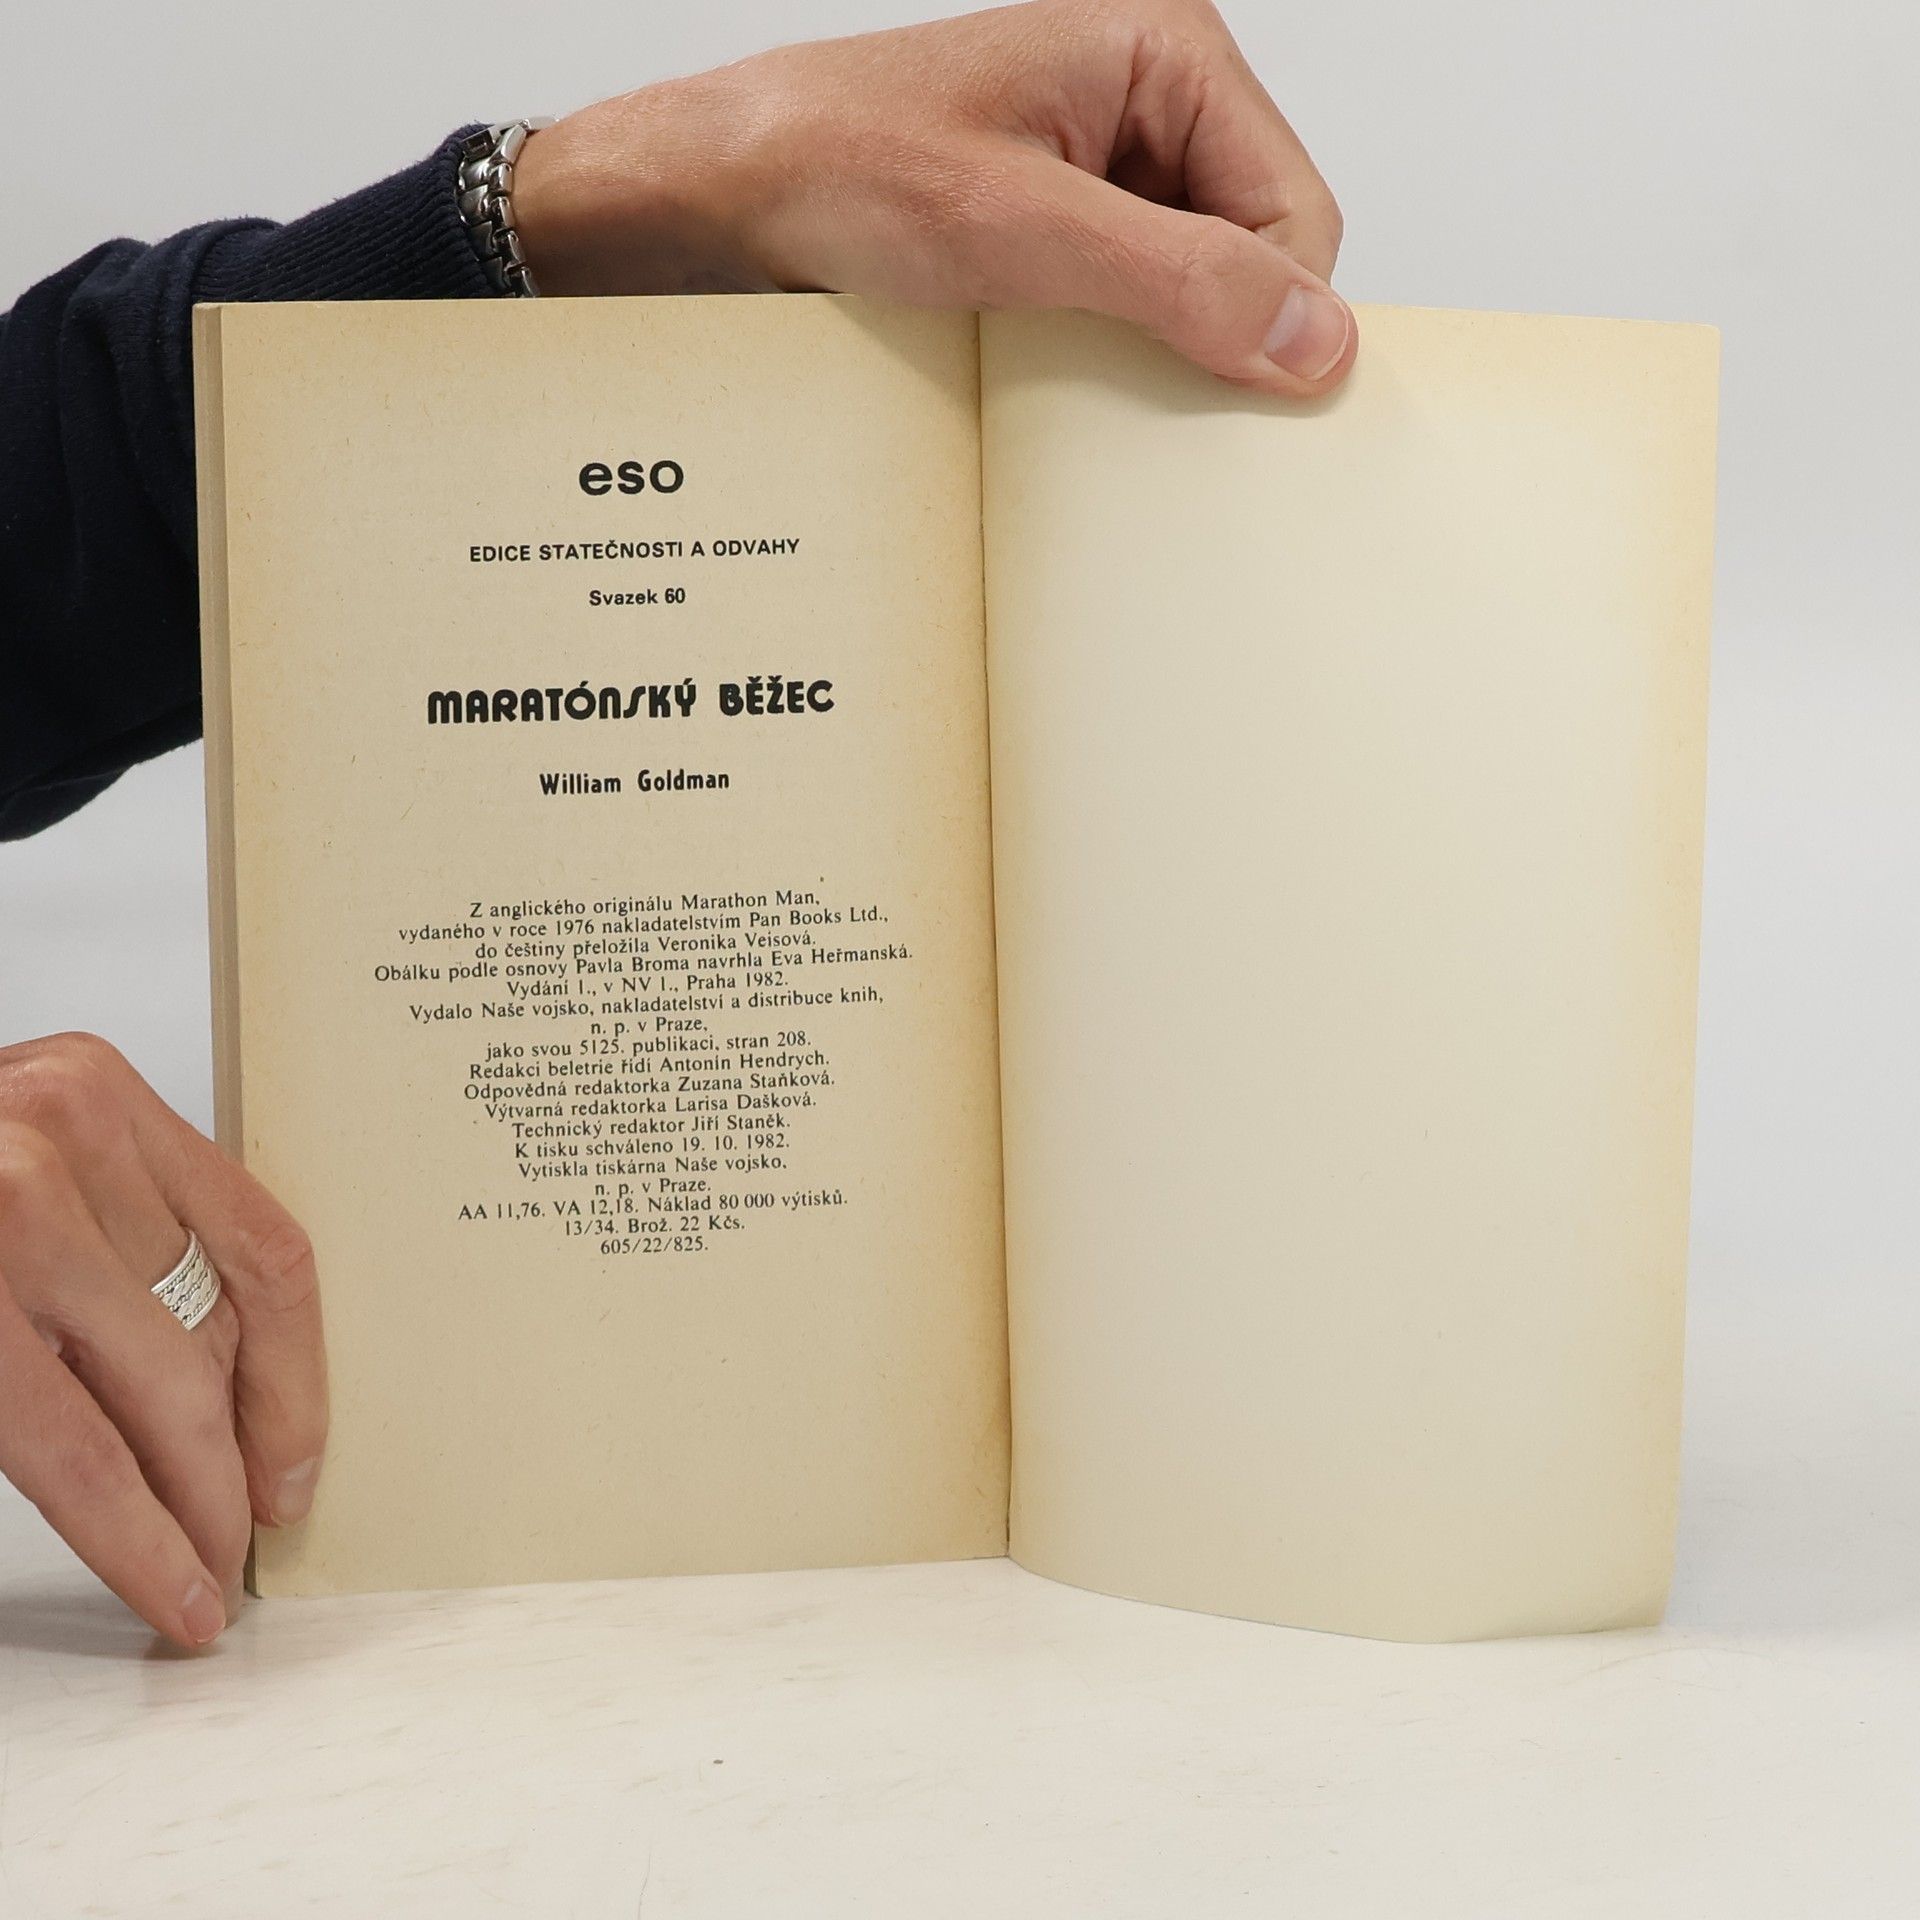 eso
EDICE STATEČNOSTI A ODVAHY
Svazek 60
MARATÓNSKÝ BĚŽEC
William Goldman
Z anglického originálu Marathon Man,
vydaného v roce 1976 nakladatelstvím Pan Books Ltd.,
do češtiny přeložila Veronika Veisová.
Obálku podle osnovy Pavla Broma navrhla Eva Heřmanská.
Vydání 1., v NV 1., Praha 1982.
Vydalo Naše vojsko, nakladatelství a distribuce knih,
n. p. v Praze,
jako svou 5125. publikaci, stran 208.
Redakci beletrie řídí Antonín Hendrych.
Odpovědná redaktorka Zuzana Staňková.
Výtvarná redaktorka Larisa Dašková.
Technický redaktor Jiří Staněk.
K tisku schváleno 19. 10. 1982.
Vytiskla tiskárna Naše vojsko,
n. p. v Praze.
AA 11,76. VA 12,18. Náklad 80 000 výtisků.
13/34. Brož. 22 Kčs.
605/22/825.